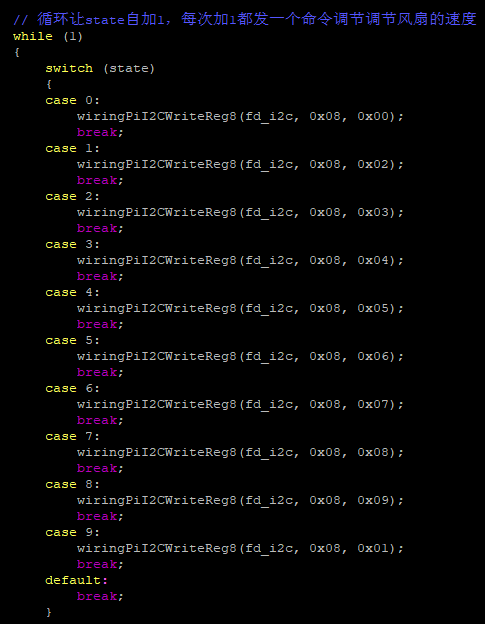 // 循环让state自加1，每次加1都发一个命令调节调节风扇的速度
while (1)
{
    switch (state)
    {
    case 0:
        wiringPiI2CWriteReg8(fd_i2c, 0x08, 0x00);
        break;
    case 1:
        wiringPiI2CWriteReg8(fd_i2c, 0x08, 0x02);
        break;
    case 2:
        wiringPiI2CWriteReg8(fd_i2c, 0x08, 0x03);
        break;
    case 3:
        wiringPiI2CWriteReg8(fd_i2c, 0x08, 0x04);
        break;
    case 4:
        wiringPiI2CWriteReg8(fd_i2c, 0x08, 0x05);
        break;
    case 5:
        wiringPiI2CWriteReg8(fd_i2c, 0x08, 0x06);
        break;
    case 6:
        wiringPiI2CWriteReg8(fd_i2c, 0x08, 0x07);
        break;
    case 7:
        wiringPiI2CWriteReg8(fd_i2c, 0x08, 0x08);
        break;
    case 8:
        wiringPiI2CWriteReg8(fd_i2c, 0x08, 0x09);
        break;
    case 9:
        wiringPiI2CWriteReg8(fd_i2c, 0x08, 0x01);
        break;
    default:
        break;
    }